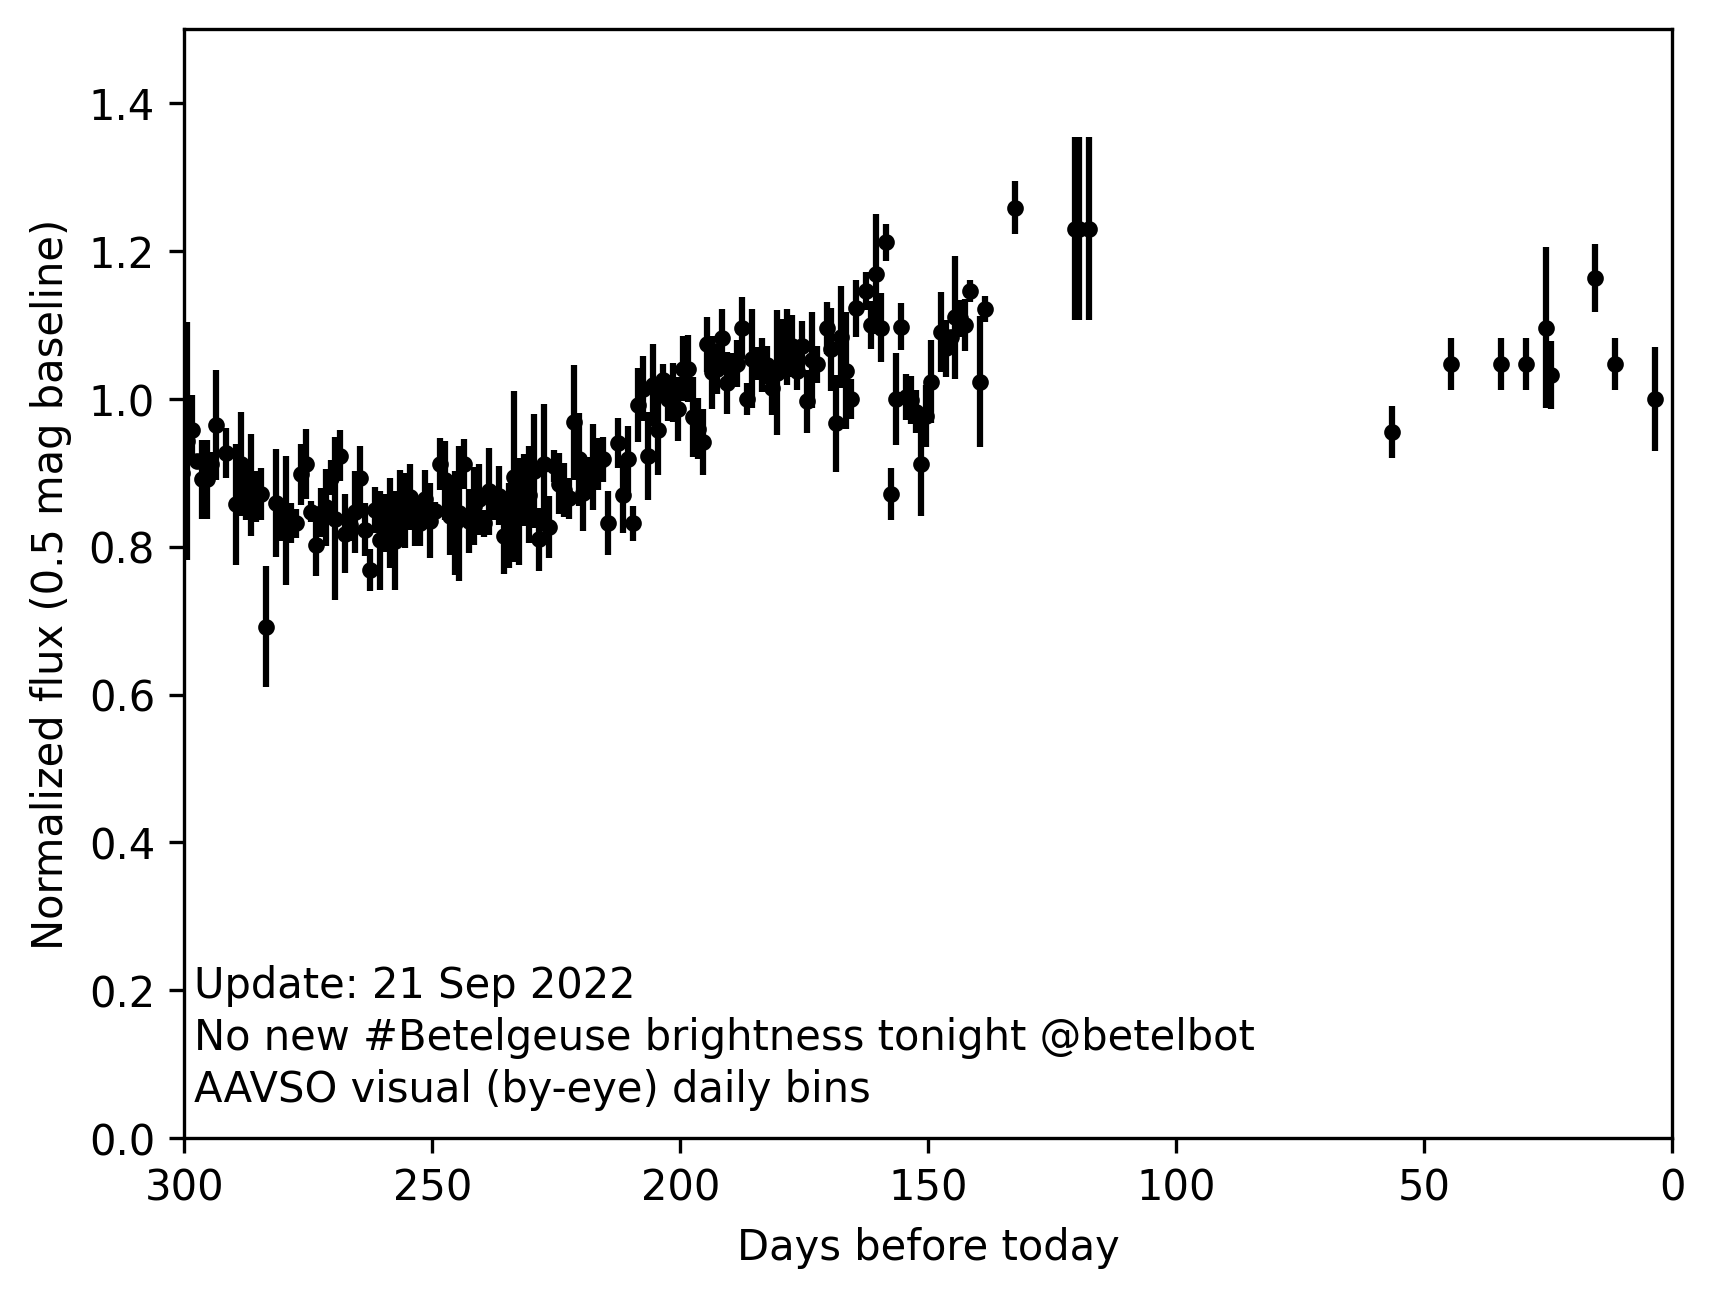 1.4
1.2
1.0
0.8
0.6
0.4
0.2
0.0
Normalized flux (0.5 mag baseline)
Update: 21 Sep 2022
No new #Betelgeuse brightness tonight @betelbot
AAVSO visual (by-eye) daily bins
300 250 200 150 100 50 0
Days before today